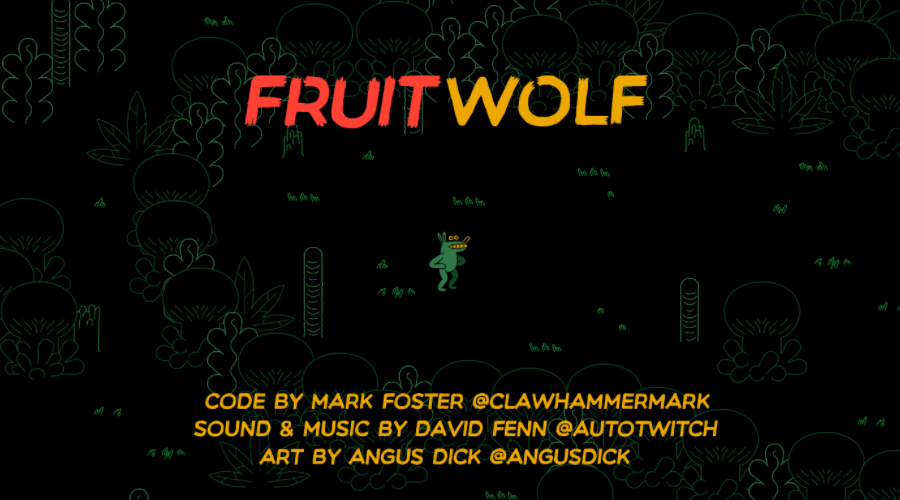 FRUITWOLF
CODE BY MARK FOSTER @CLAWHAMMERMARK
SOUND & MUSIC BY DAVID FENN @AUTOTWITCH
ART BY ANGUS DICK @ANGUSDICK